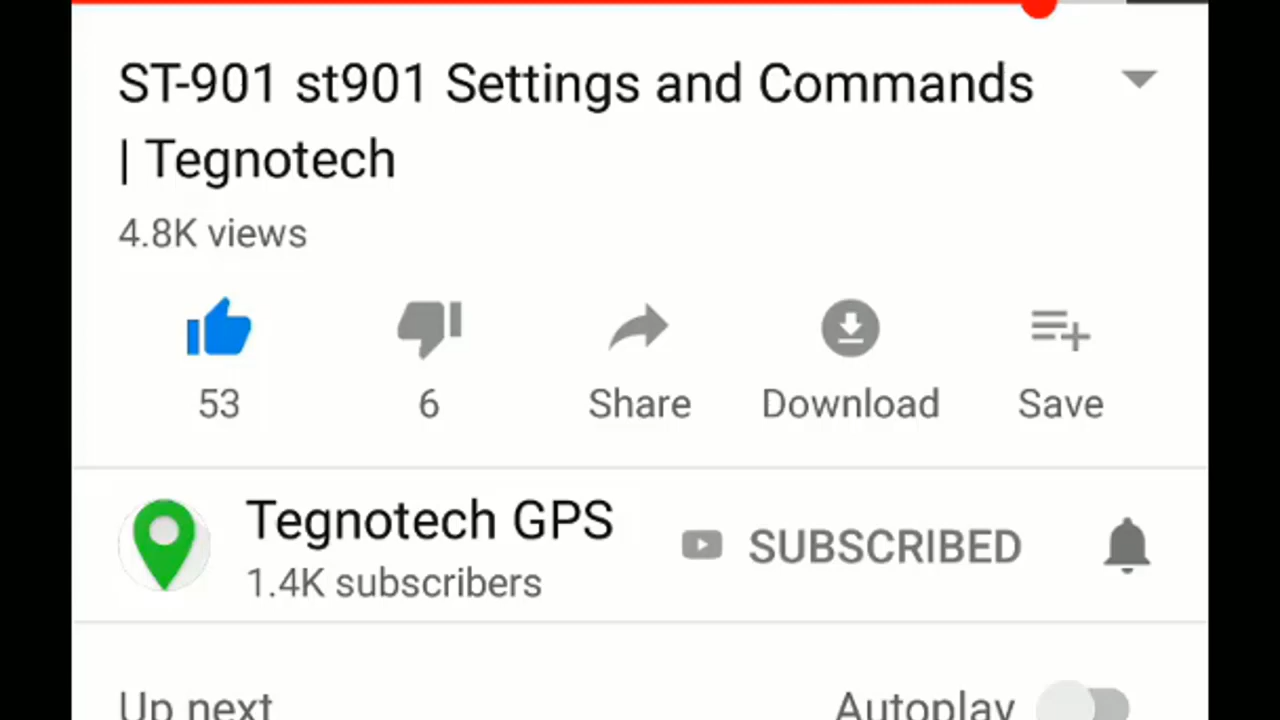 ST-901 st901 Settings and Commands
| Tegnotech
4.8K views
53
6
Share
Download
Save
Tegnotech GPS
SUBSCRIBED
1.4K subscribers
Up next
Autoplay